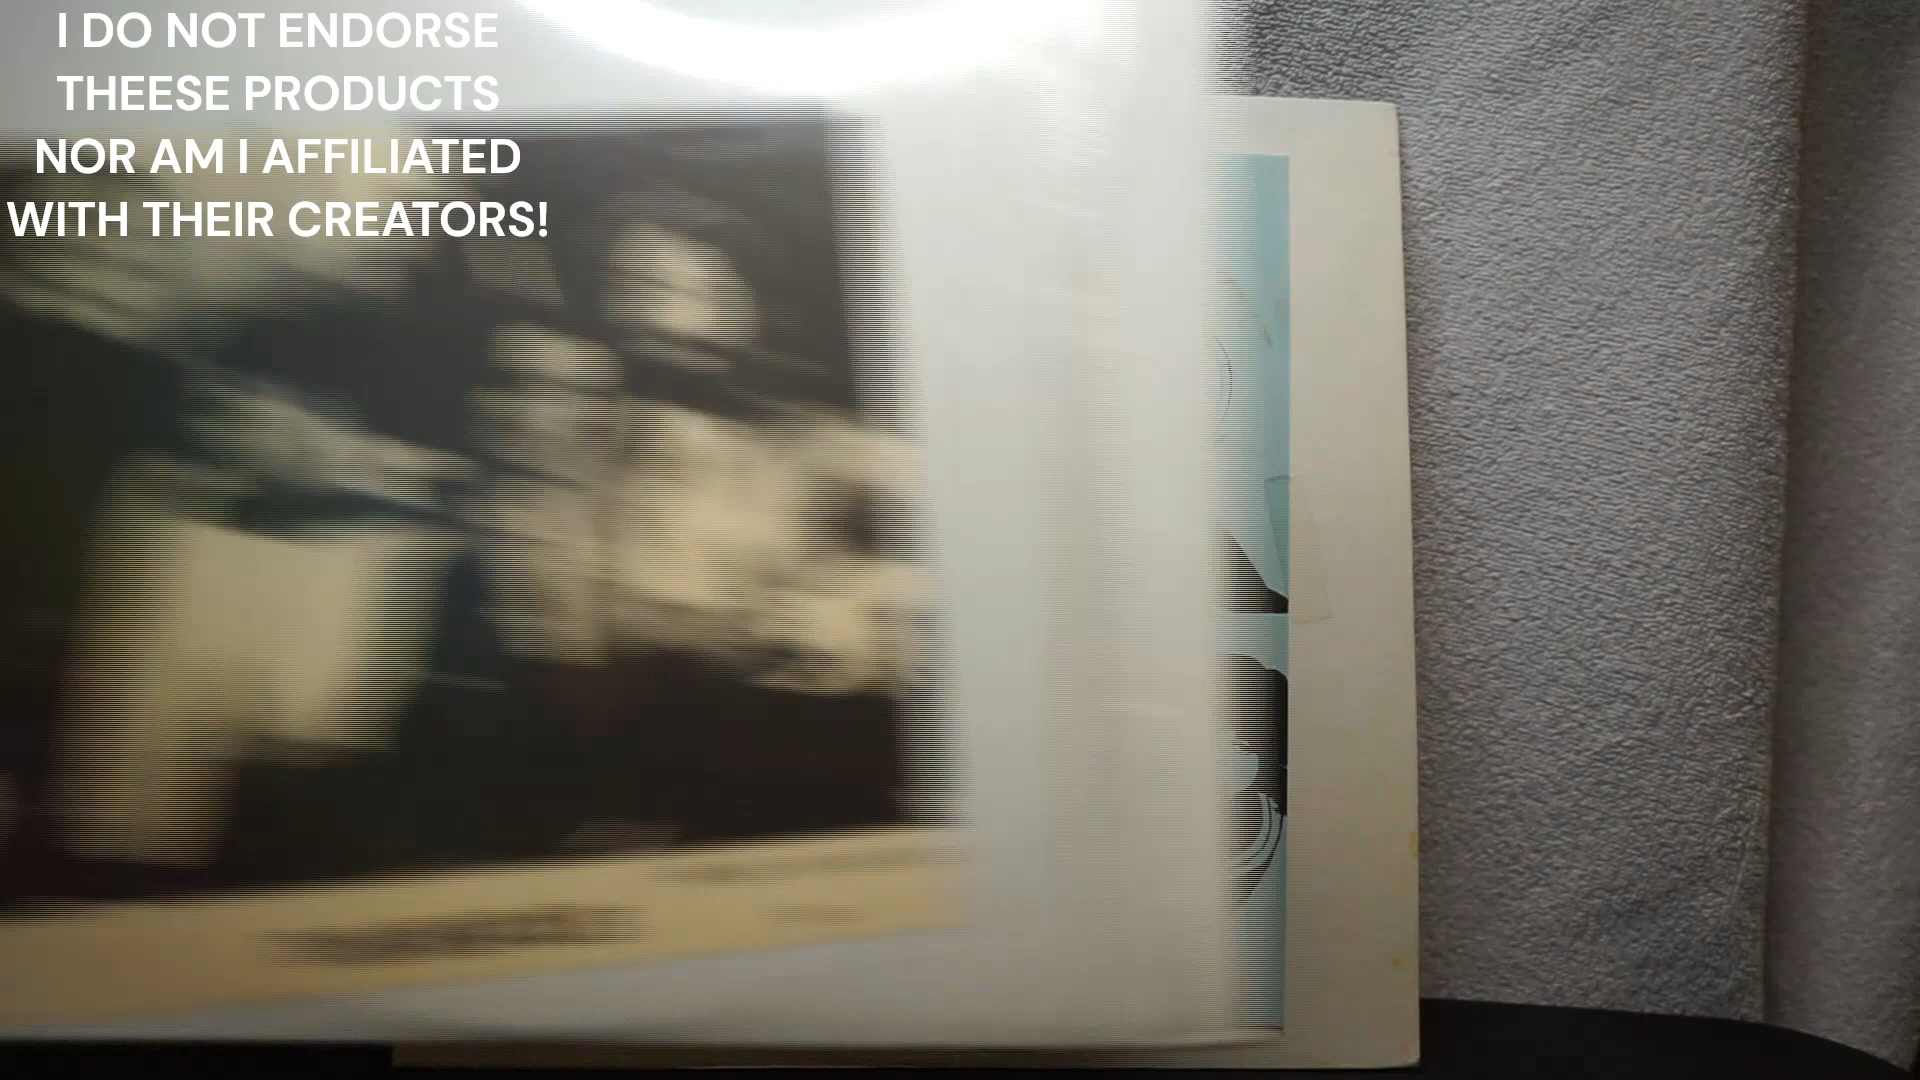 I DO NOT ENDORSE
THEESE PRODUCTS
NOR AM I AFFILIATED
WITH THEIR CREATORS!